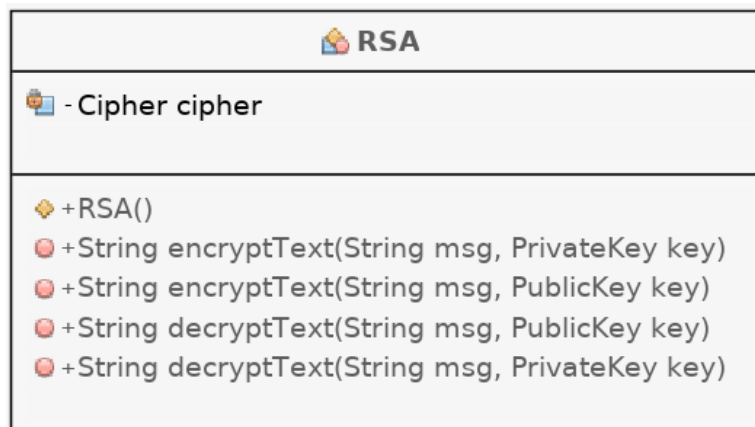 RSA
- Cipher cipher
+RSA()
+String encryptText(String msg, PrivateKey key)
+String encryptText(String msg, PublicKey key)
+String decryptText(String msg, PublicKey key)
+String decryptText(String msg, PrivateKey key)